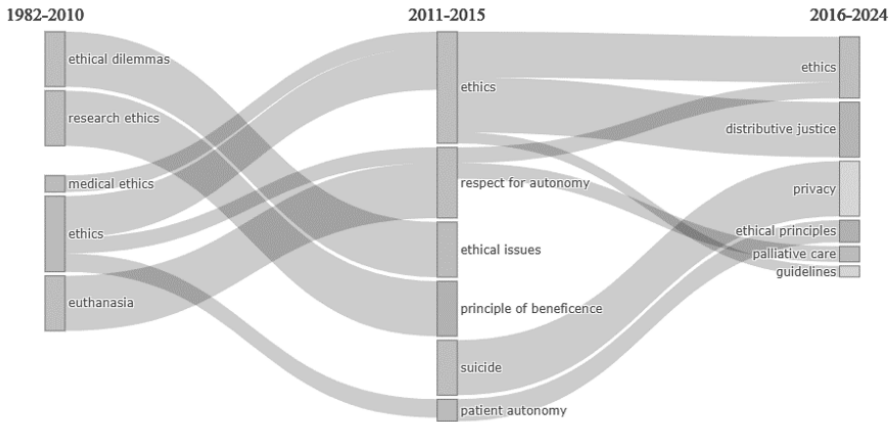 1982-2010
2011-2015
2016-2024
ethical dilemmas
research ethics
medical ethics
ethics
euthanasia
ethics
respect for autonomy
ethical issues
principle of beneficence
suicide
patient autonomy
ethics
distributive justice
privacy
ethical principles
palliative care
guidelines